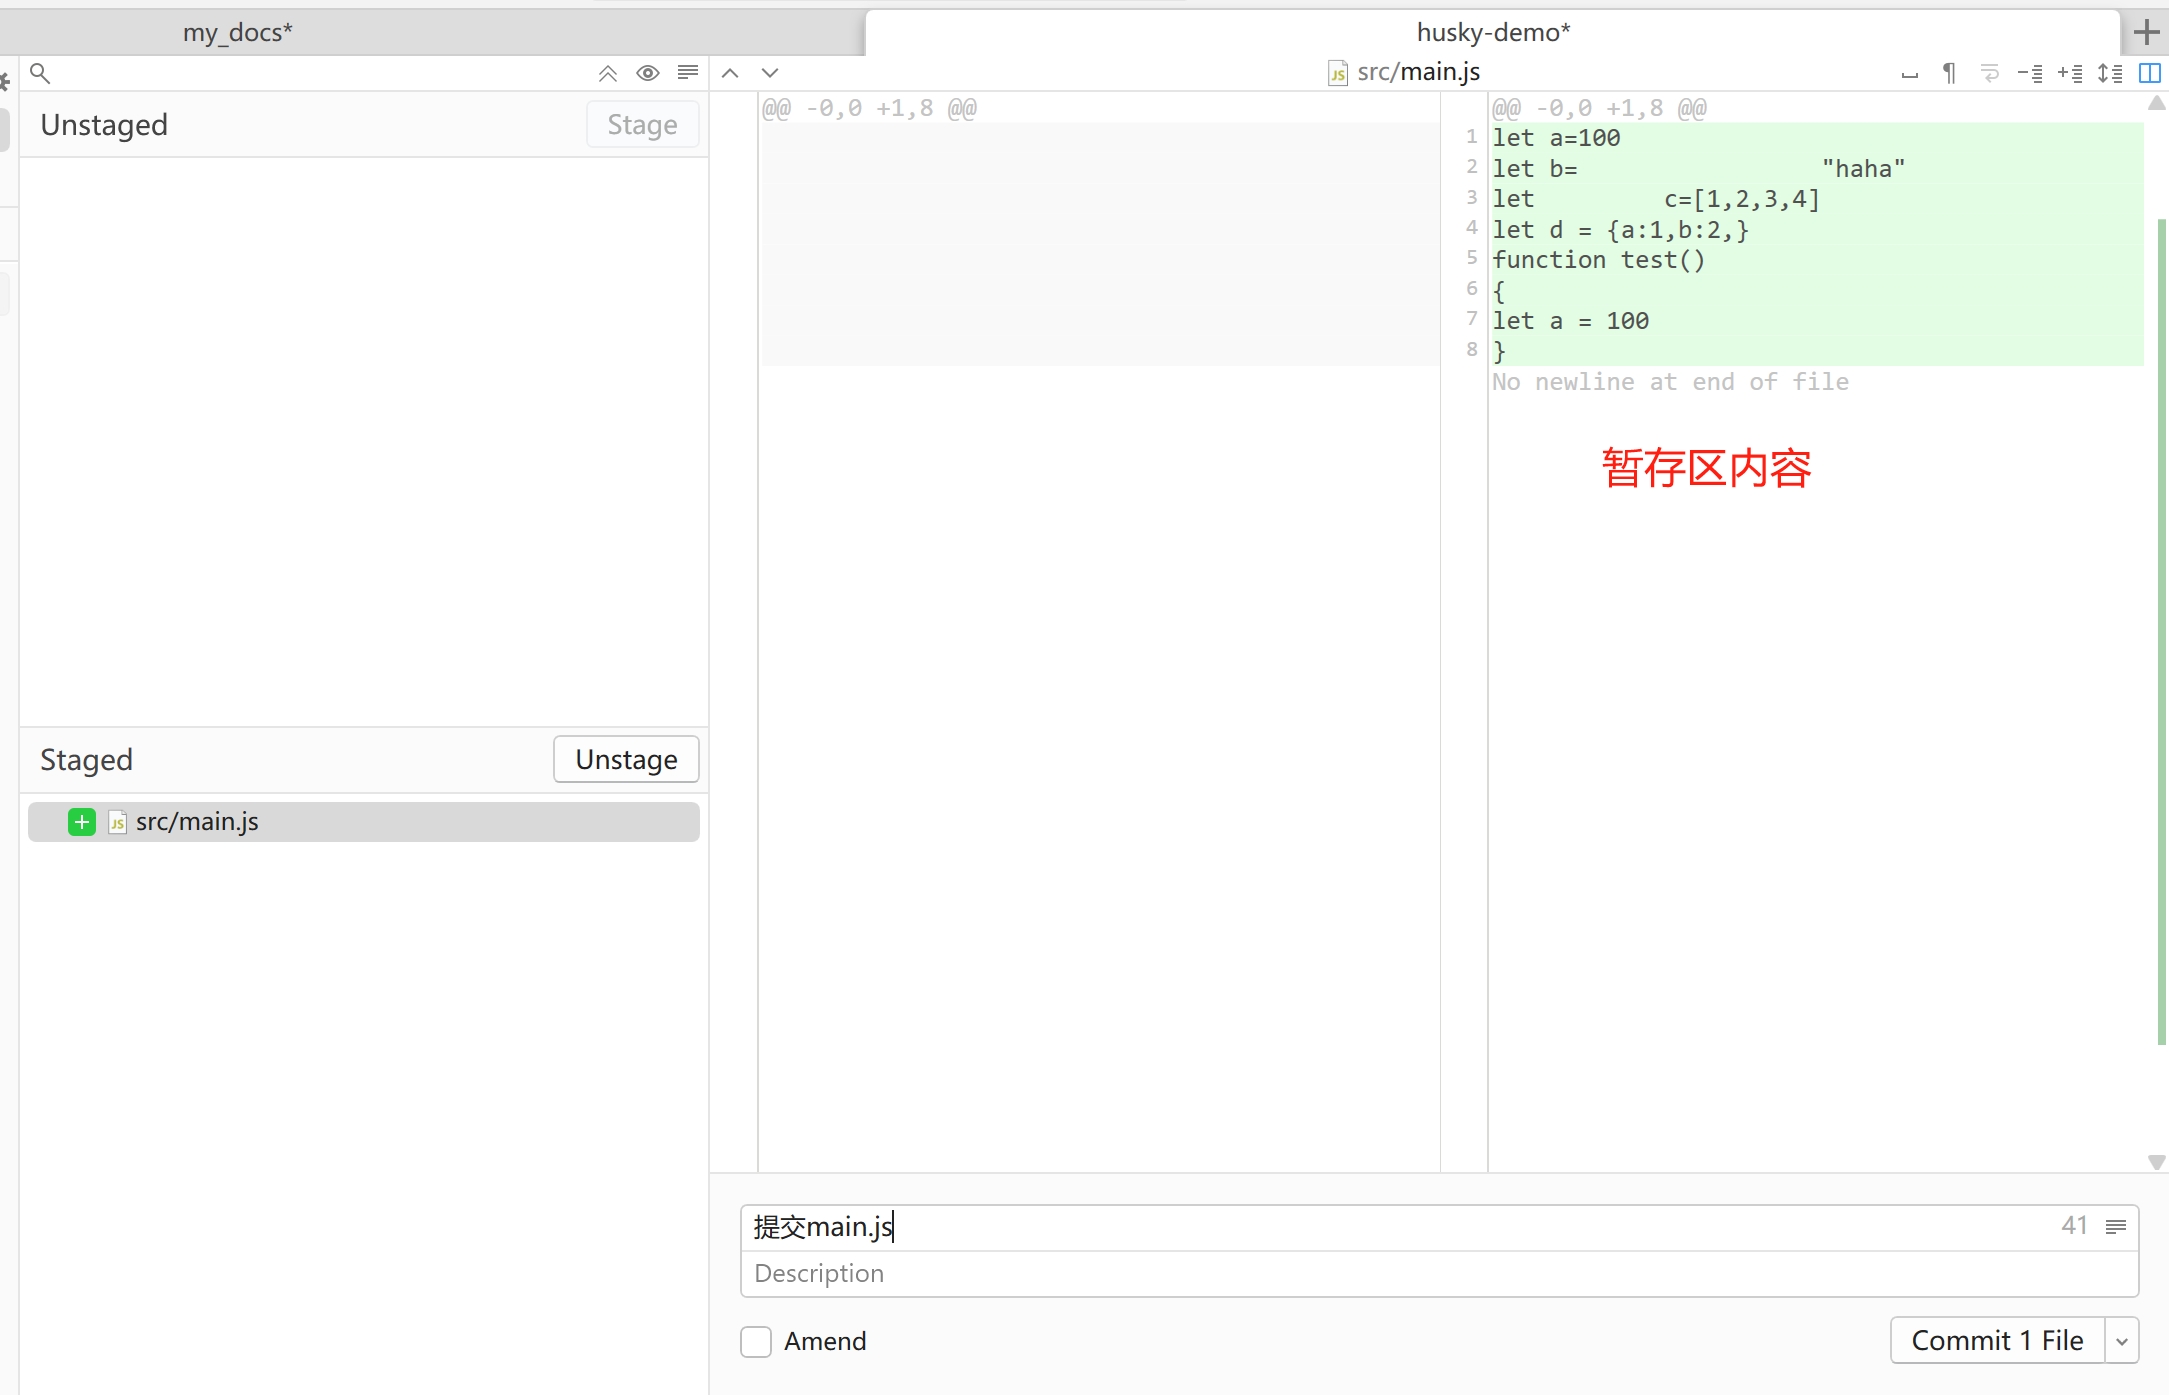 my_docs*
husky-demo*
src/main.js
Unstaged
Stage
@@ -0,0 +1,8 @@
@@ -0,0 +1,8 @@
1 let a=100
2 let b=                 "haha"
3 let         c=[1,2,3,4]
4 let d = {a:1,b:2,}
5 function test()
6 {
7 let a = 100
8 }
No newline at end of file
暂存区内容
Staged
Unstage
src/main.js
提交main.js
41
Description
Amend
Commit 1 File